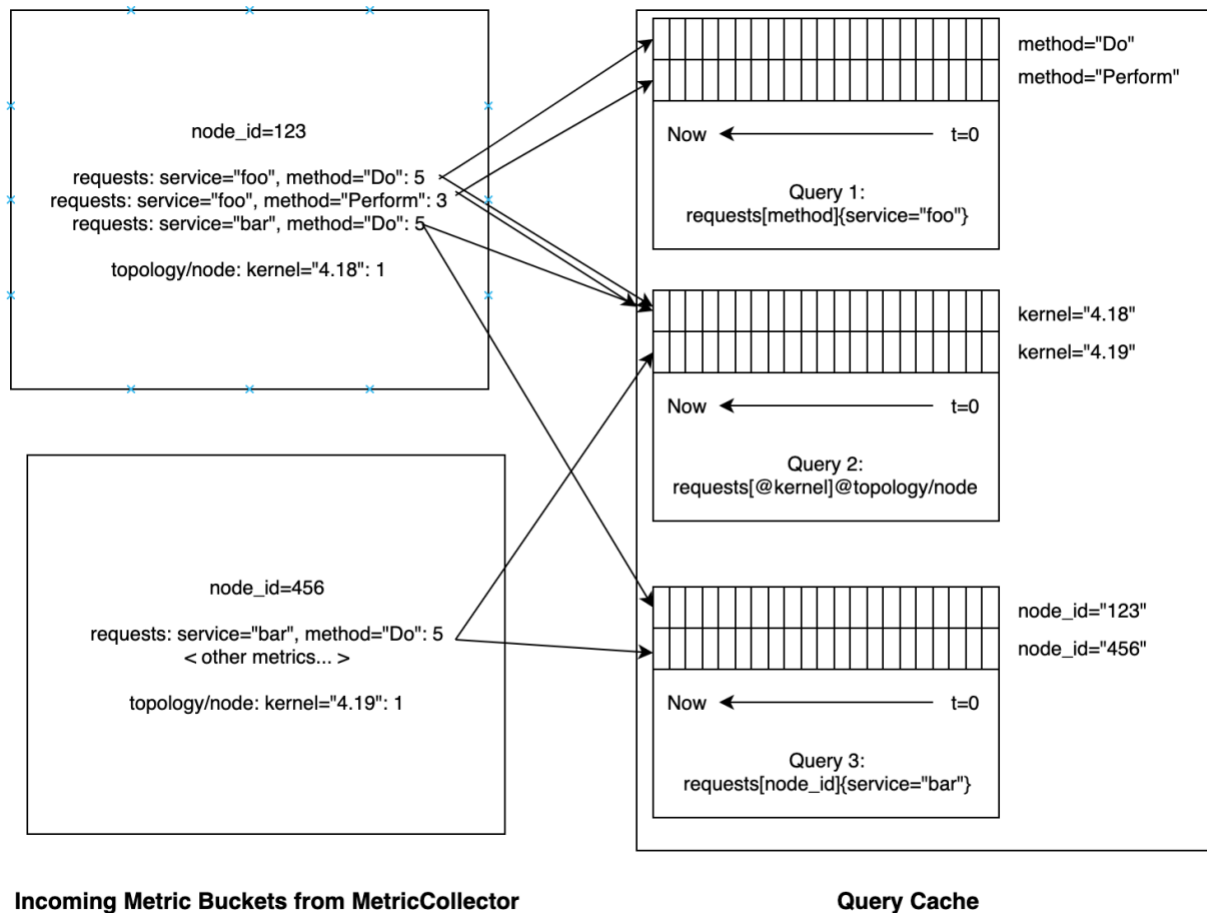 node_id=123
requests: service="foo", method="Do": 5
requests: service="foo", method="Perform": 3
requests: service="bar", method="Do": 5
topology/node: kernel="4.18": 1
node_id=456
requests: service="bar", method="Do": 5
< other metrics... >
topology/node: kernel="4.19": 1
Incoming Metric Buckets from MetricCollector
method="Do"
method="Perform"
Now t=0
Query 1:
requests[method]{service="foo"}
kernel="4.18"
kernel="4.19"
Now t=0
Query 2:
requests[@kernel]@topology/node
node_id="123"
node_id="456"
Now t=0
Query 3:
requests[node_id]{service="bar"}
Query Cache